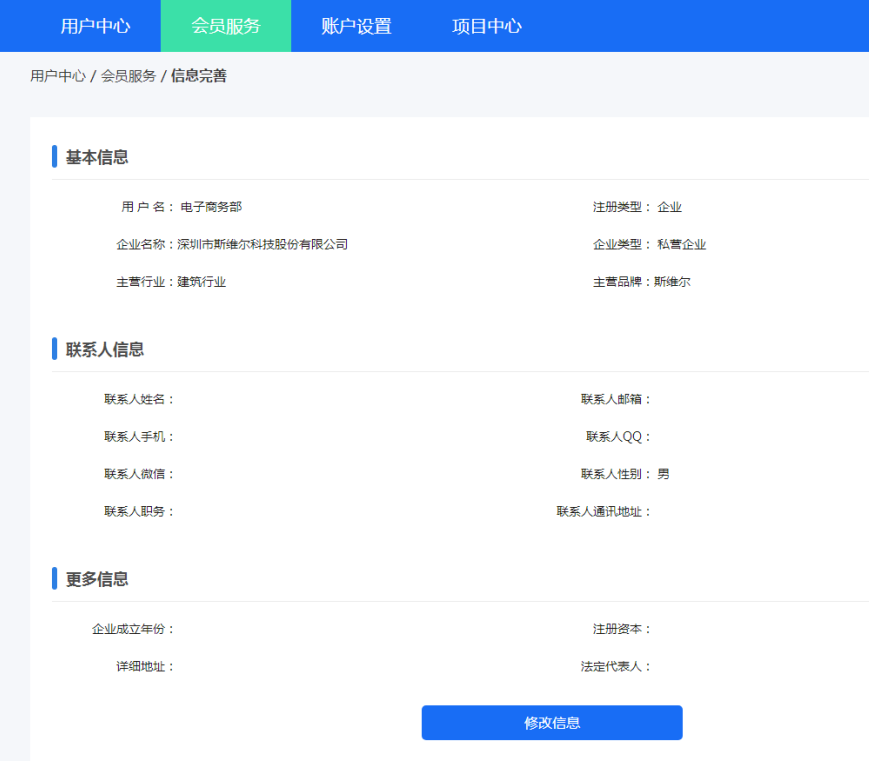 用户中心 会员服务 账户设置 项目中心
用户中心 / 会员服务 / 信息完善
基本信息
用 户 名： 电子商务部 注册类型： 企业
企业名称：深圳市斯维尔科技股份有限公司 企业类型： 私营企业
主营行业：建筑行业 主营品牌：斯维尔
联系人信息
联系人姓名： 联系人邮箱：
联系人手机： 联系人QQ：
联系人微信： 联系人性别： 男
联系人职务： 联系人通讯地址：
更多信息
企业成立年份： 注册资本：
详细地址： 法定代表人：
修改信息